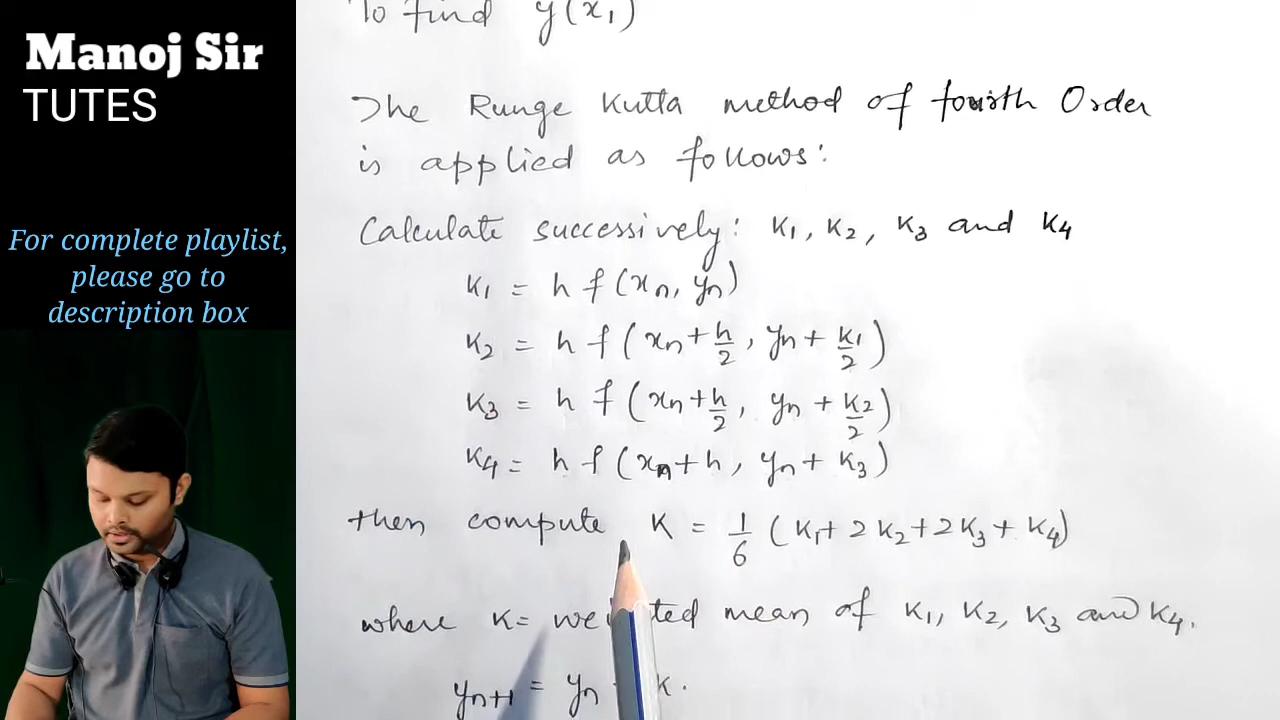 Manoj Sir
TUTES
For complete playlist,
please go to
description box
To find y(x₁)
The Runge Kutta method of fourth Order
is applied as follows:
Calculate successively: K₁, K₂, K₃ and K₄
K₁ = h f(xₙ, yₙ)
K₂ = h f(xₙ + h/2, yₙ + K₁/2)
K₃ = h f(xₙ + h/2, yₙ + K₂/2)
K₄ = h f(xₙ + h, yₙ + K₃)
then compute K = 1/6 (K₁ + 2K₂ + 2K₃ + K₄)
where K = mean of K₁, K₂, K₃ and K₄.
yₙ₊₁ = yₙ K.